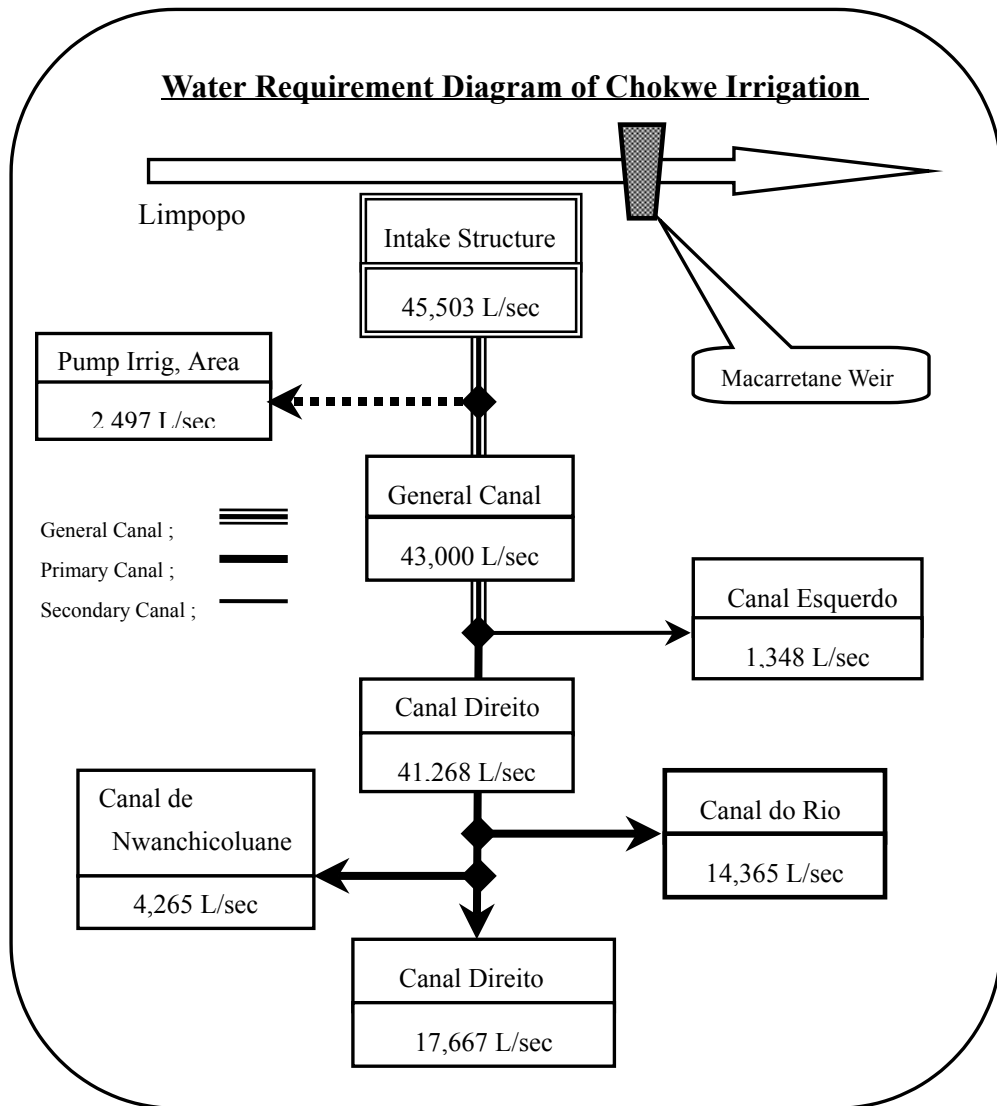 Water Requirement Diagram of Chokwe Irrigation
Limpopo
Intake Structure
45,503 L/sec
Pump Irrig, Area
2,497 L/sec
Macarretane Weir
General Canal
43,000 L/sec
General Canal ;
Primary Canal ;
Secondary Canal ;
Canal Esquerdo
1,348 L/sec
Canal Direito
41,268 L/sec
Canal de
Nwanchicoluane
4,265 L/sec
Canal do Rio
14,365 L/sec
Canal Direito
17,667 L/sec